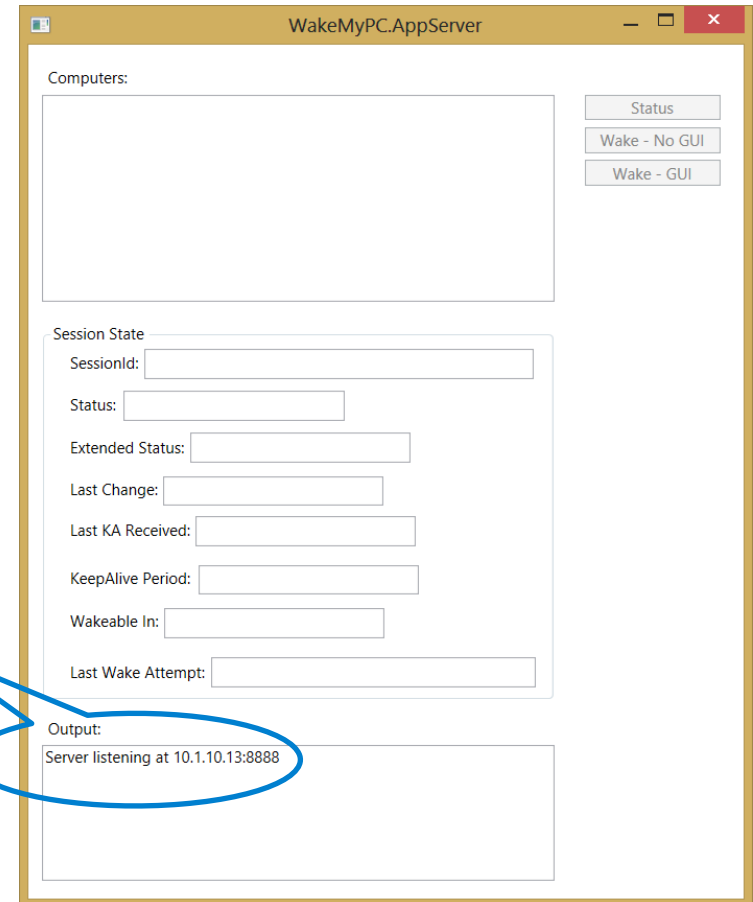 WakeMyPC.AppServer
Computers:
Status
Wake - No GUI
Wake - GUI
Session State
SessionId:
Status:
Extended Status:
Last Change:
Last KA Received:
KeepAlive Period:
Wakeable In:
Last Wake Attempt:
Output:
Server listening at 10.1.10.13:8888